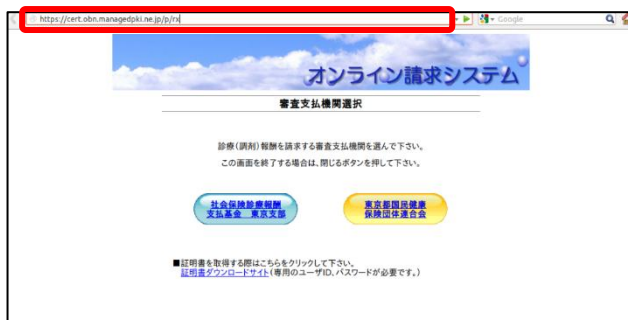 https://cert.obn.managedpki.ne.jp/p/rx
Google
オンライン請求システム
審査支払機関選択
診療(調剤)報酬を請求する審査支払機関を選んで下さい。
この画面を終了する場合は、閉じるボタンを押して下さい。
社会保険診療報酬
支払基金 東京支部
東京都国民健康
保険団体連合会
■証明書を取得する際はこちらをクリックして下さい。
証明書ダウンロードサイト(専用のユーザID、パスワードが必要です。)